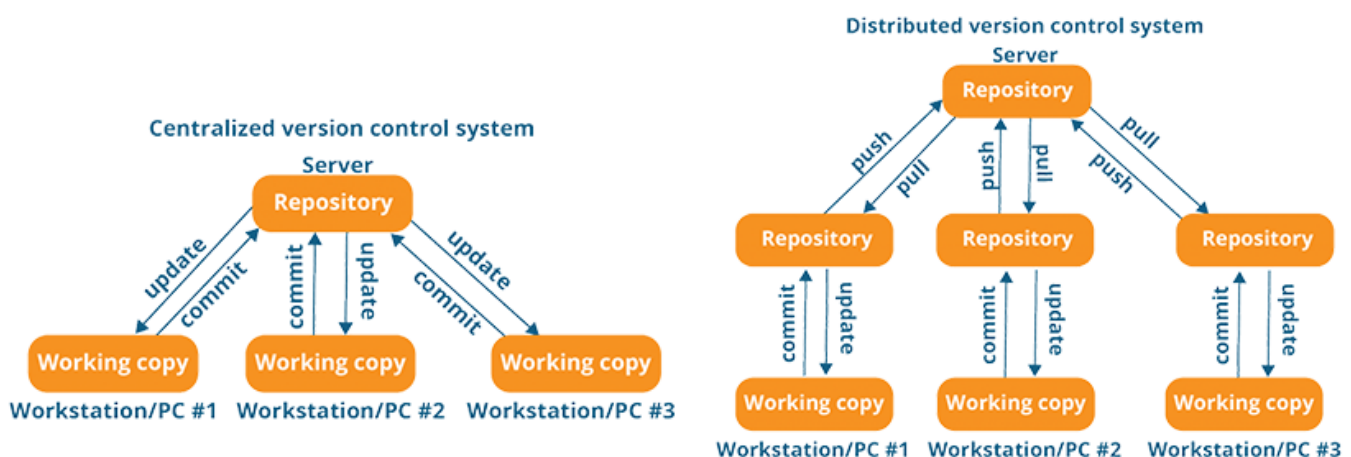 Centralized version control system
Server
Repository
update
commit
commit
update
update
commit
Working copy
Working copy
Working copy
Workstation/PC #1
Workstation/PC #2
Workstation/PC #3
Distributed version control system
Server
Repository
push
pull
push
pull
pull
push
Repository
Repository
Repository
commit
update
commit
update
commit
update
Working copy
Working copy
Working copy
Workstation/PC #1
Workstation/PC #2
Workstation/PC #3